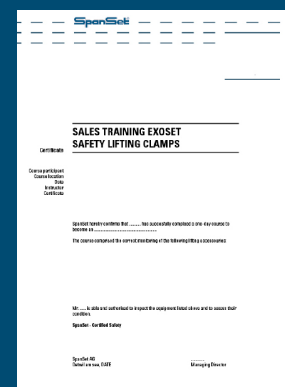 SpanSet
SALES TRAINING EXOSET
SAFETY LIFTING CLAMPS
Certificate
Course participant
Course location
Date
Instructor
Certificate
SpanSet hereby confirms that ........ has successfully completed a one-day course to
become an ........................................
The course comprised the correct monitoring of the following lifting accessories:
Mr. ..... is able and authorised to inspect the equipment listed above and to assess their
condition.
SpanSet - Certified Safety
SpanSet AG
DATE
Managing Director